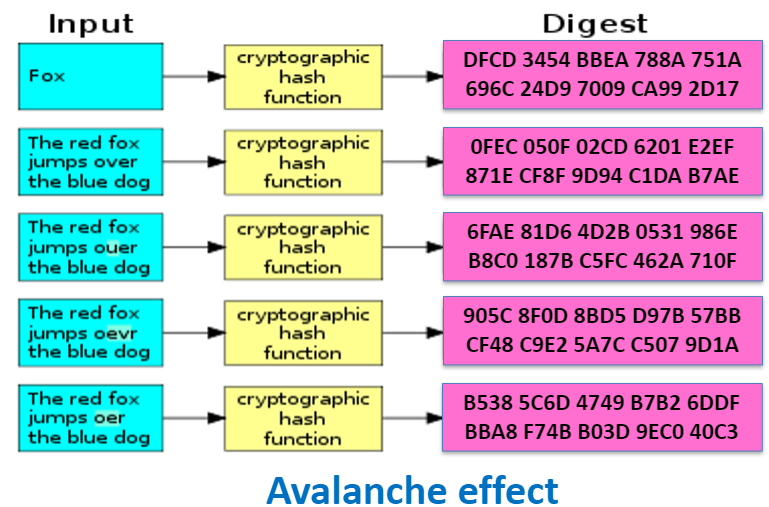 Input
Digest
Fox
cryptographic
hash
function
DFCD 3454 BBEA 788A 751A
696C 24D9 7009 CA99 2D17
The red fox
jumps over
the blue dog
cryptographic
hash
function
0FEC 050F 02CD 6201 E2EF
871E CF8F 9D94 C1DA B7AE
The red fox
jumps ouer
the blue dog
cryptographic
hash
function
6FAE 81D6 4D2B 0531 986E
B8C0 187B C5FC 462A 710F
The red fox
jumps oevr
the blue dog
cryptographic
hash
function
905C 8F0D 8BD5 D97B 57BB
CF48 C9E2 5A7C C507 9D1A
The red fox
jumps oer
the blue dog
cryptographic
hash
function
B538 5C6D 4749 B7B2 6DDF
BBA8 F74B B03D 9EC0 40C3
Avalanche effect